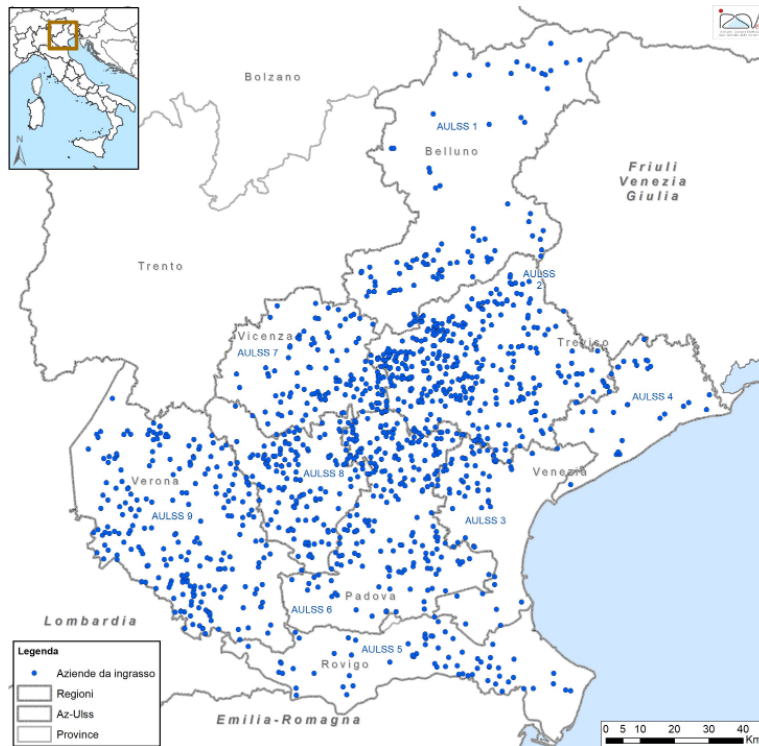 N
Bolzano
AULSS 1
Belluno
Friuli
Venezia
Giulia
Trento
AULSS
2
Vicenza
AULSS 7
Treviso
AULSS 4
Verona
AULSS 8
Venezia
AULSS 9
AULSS 3
Padova
AULSS 6
Lombardia
AULSS 5
Rovigo
Emilia-Romagna
Legenda
Aziende da ingrasso
Regioni
Az-Ulss
Province
0 5 10 20 30 40
Km